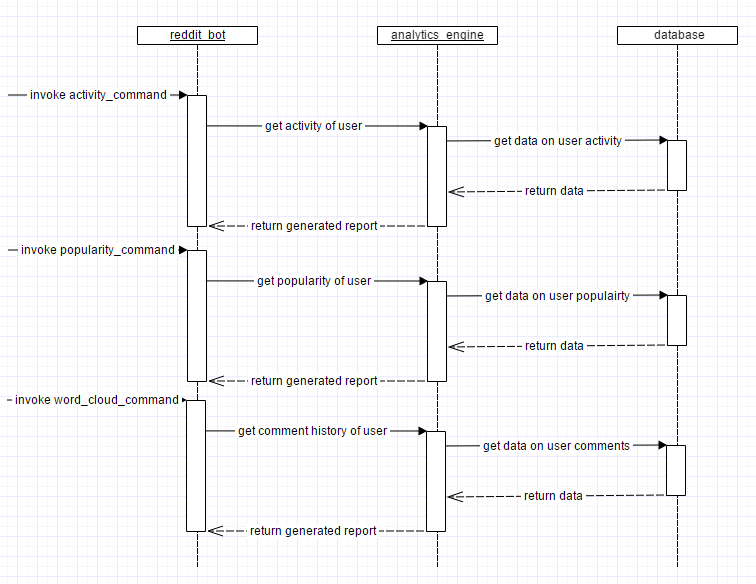 reddit_bot
analytics_engine
database
invoke activity_command
get activity of user
get data on user activity
return data
return generated report
invoke popularity_command
get popularity of user
get data on user populairty
return data
return generated report
invoke word_cloud_command
get comment history of user
get data on user comments
return data
return generated report